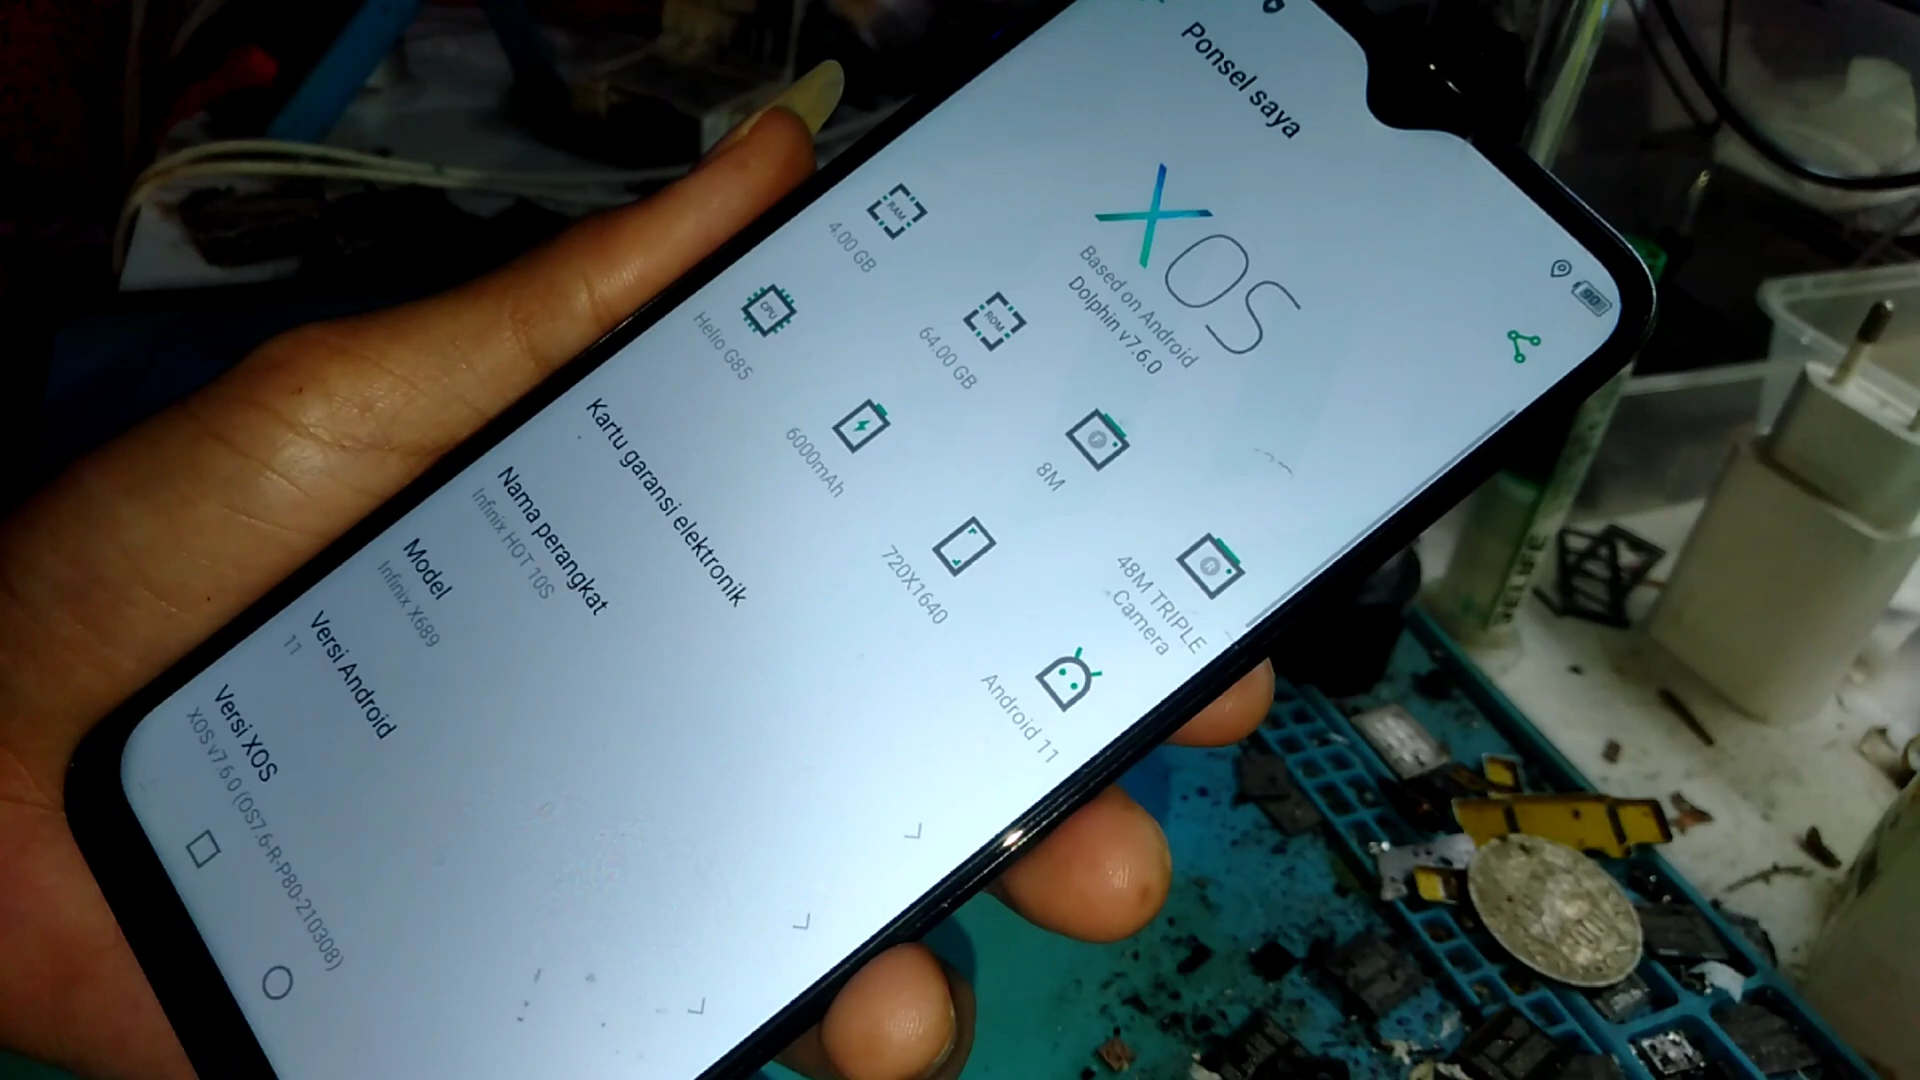 90
Ponsel saya
XOS
Based on Android
Dolphin v7.6.0
RAM
4.00 GB
ROM
64.00 GB
8M
48M TRIPLE
Camera
CPU
Helio G85
6000mAh
720X1640
Android 11
Kartu garansi elektronik
Nama perangkat
Infinix HOT 10S
Model
Infinix X689
Versi Android
11
Versi XOS
XOS v7.6.0 (OS7.6-R-P80-210308)